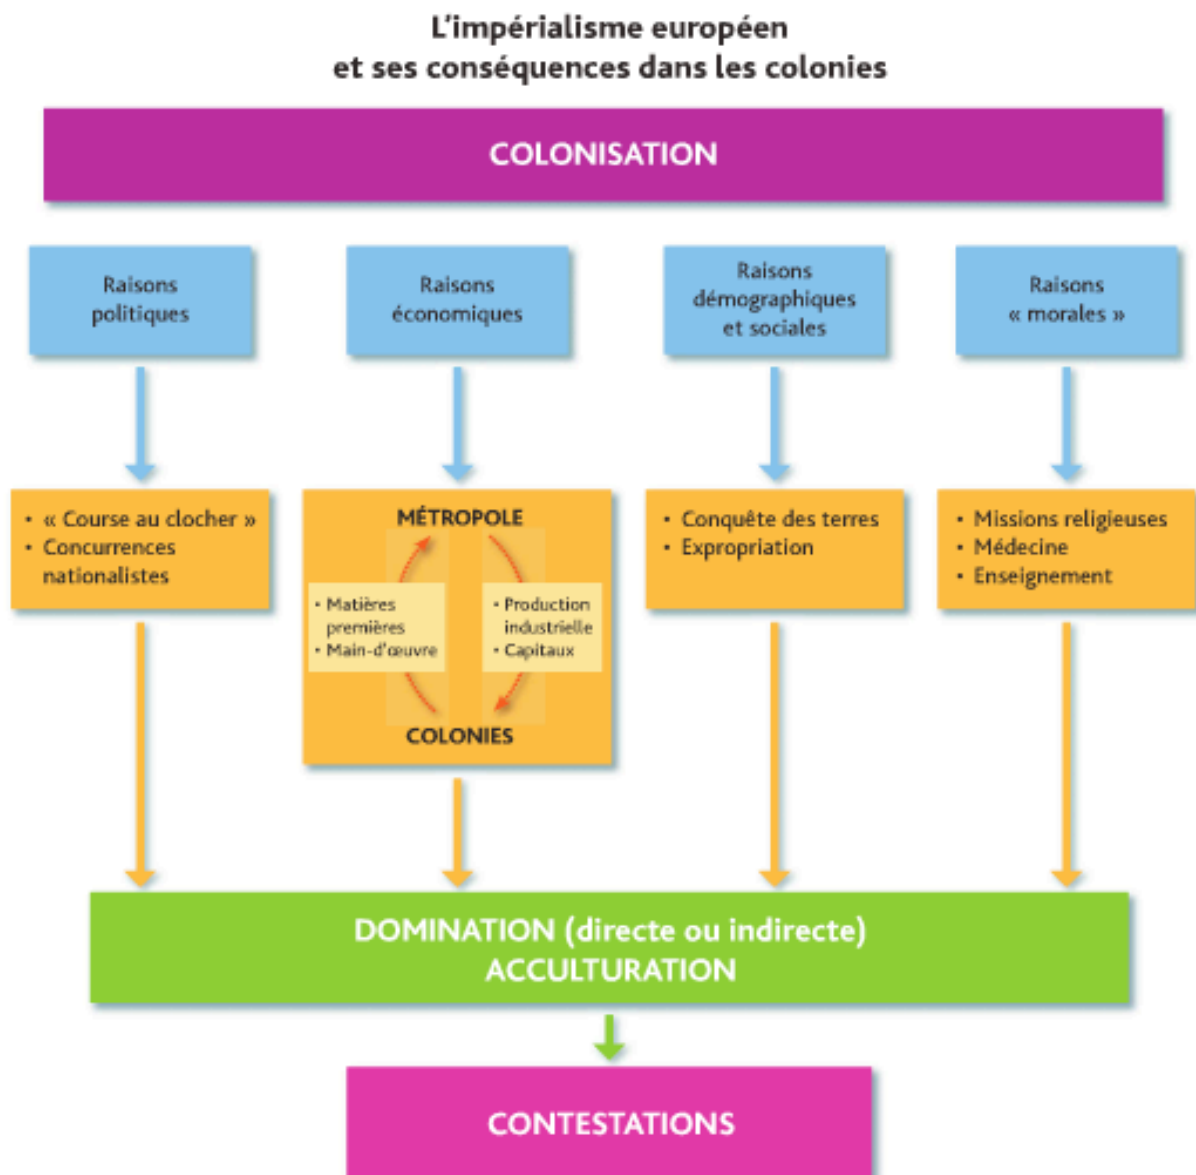 L'impérialisme européen
et ses conséquences dans les colonies
COLONISATION
Raisons
politiques
Raisons
économiques
Raisons
démographiques
et sociales
Raisons
« morales »
• « Course au clocher »
• Concurrences
nationalistes
MÉTROPOLE
• Matières
premières
• Main-d'œuvre
• Production
industrielle
• Capitaux
COLONIES
• Conquête des terres
• Expropriation
• Missions religieuses
• Médecine
• Enseignement
DOMINATION (directe ou indirecte)
ACCULTURATION
CONTESTATIONS